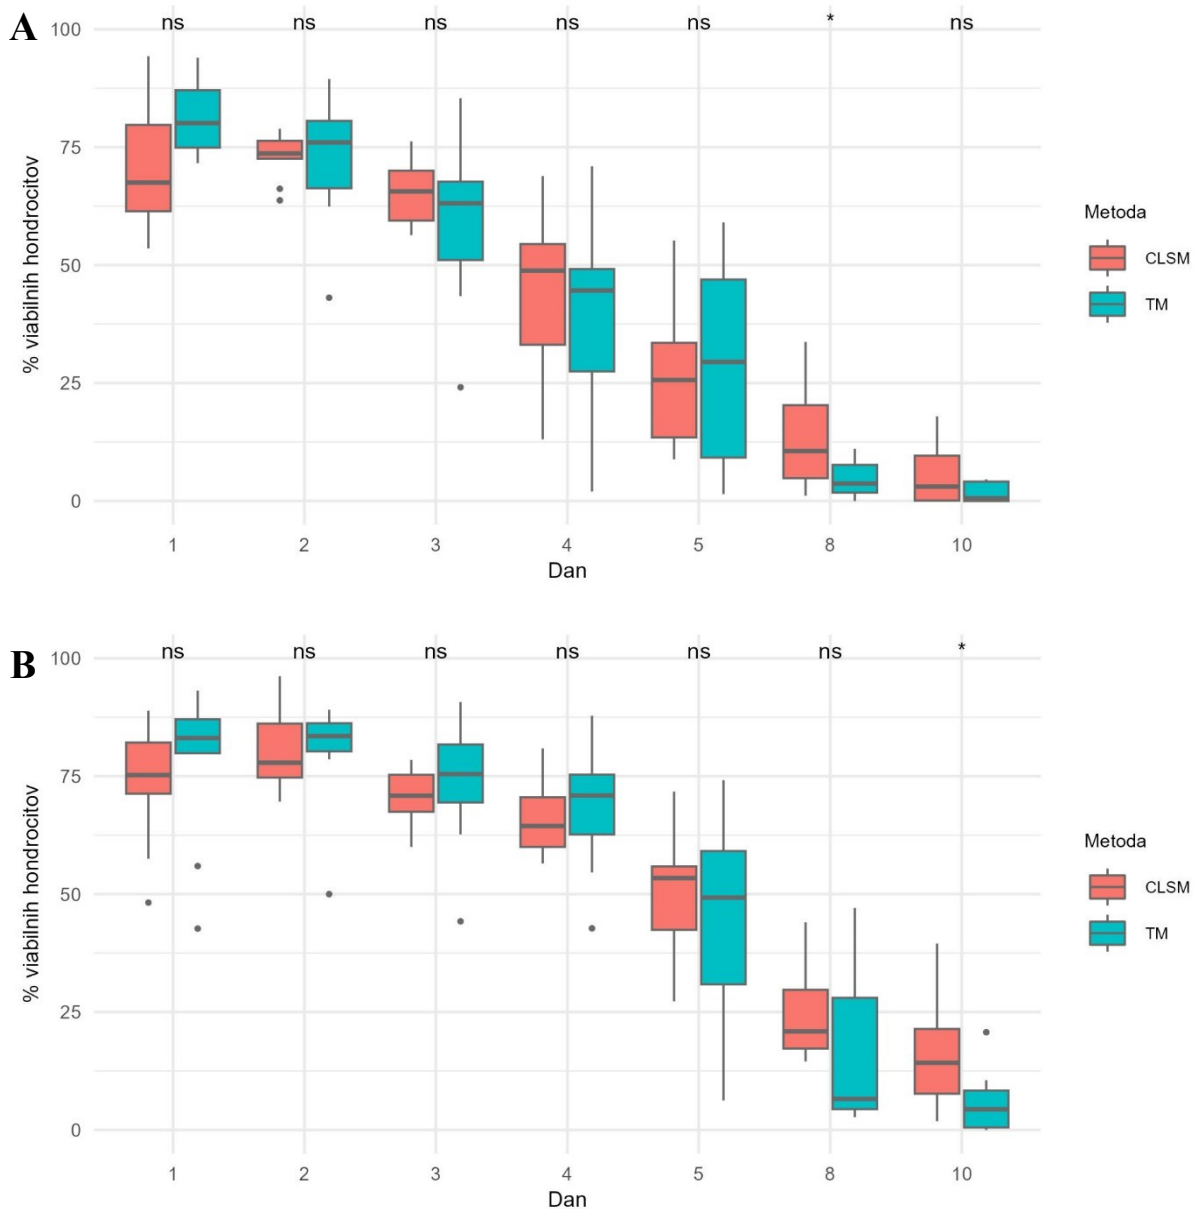 A
ns ns ns ns ns * ns
100
75
50
25
0
% viabilnih hondrocitov
1 2 3 4 5 8 10
Dan
Metoda
CLSM
TM
B
ns ns ns ns ns ns *
100
75
50
25
0
% viabilnih hondrocitov
1 2 3 4 5 8 10
Dan
Metoda
CLSM
TM